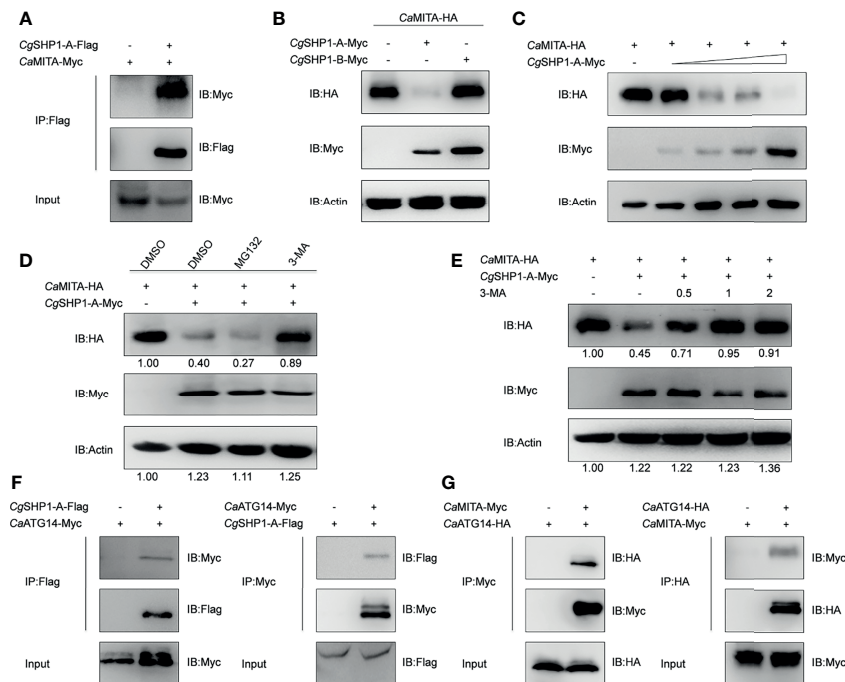 A
CgSHP1-A-Flag - +
CaMITA-Myc + +
IP:Flag
IB:Myc
IB:Flag
Input
IB:Myc
B
CaMITA-HA
CgSHP1-A-Myc - + -
CgSHP1-B-Myc - - +
IB:HA
IB:Myc
IB:Actin
C
CaMITA-HA + + + + +
CgSHP1-A-Myc -
IB:HA
IB:Myc
IB:Actin
D
DMSO DMSO MG132 3-MA
CaMITA-HA + + + +
CgSHP1-A-Myc - + + +
IB:HA
1.00 0.40 0.27 0.89
IB:Myc
IB:Actin
1.00 1.23 1.11 1.25
E
CaMITA-HA + + + + +
CgSHP1-A-Myc - + + + +
3-MA - - 0.5 1 2
IB:HA
1.00 0.45 0.71 0.95 0.91
IB:Myc
IB:Actin
1.00 1.22 1.22 1.23 1.36
F
CgSHP1-A-Flag - +
CaATG14-Myc + +
IP:Flag
IB:Myc
IB:Flag
Input
IB:Myc
CaATG14-Myc - +
CgSHP1-A-Flag + +
IP:Myc
IB:Flag
IB:Myc
Input
IB:Flag
G
CaMITA-Myc - +
CaATG14-HA + +
IP:Myc
IB:HA
IB:Myc
Input
IB:HA
CaATG14-HA - +
CaMITA-Myc + +
IP:HA
IB:Myc
IB:HA
Input
IB:Myc